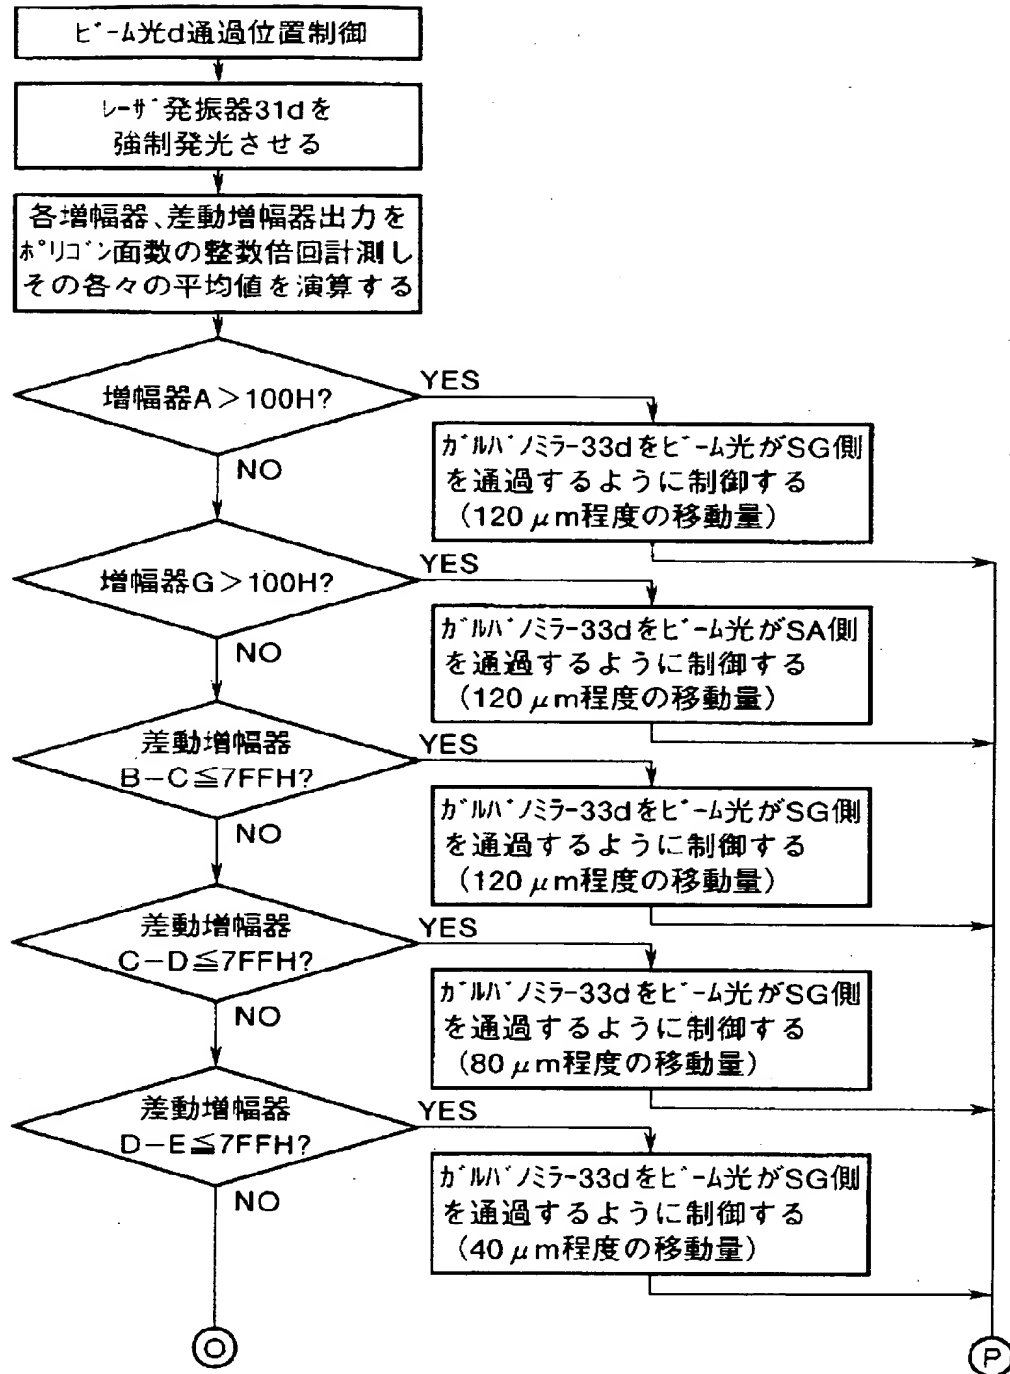 ﾋﾞｰﾑ光d通過位置制御
ﾚｰｻﾞ発振器31dを
強制発光させる
各増幅器、差動増幅器出力を
ﾎﾟﾘｺﾞﾝ面数の整数倍回計測し
その各々の平均値を演算する
増幅器A＞100H?
YES
NO
ｶﾞﾙﾊﾞﾉﾐﾗｰ33dをﾋﾞｰﾑ光がSG側
を通過するように制御する
（120μm程度の移動量）
増幅器G＞100H?
YES
NO
ｶﾞﾙﾊﾞﾉﾐﾗｰ33dをﾋﾞｰﾑ光がSA側
を通過するように制御する
（120μm程度の移動量）
差動増幅器
B−C≦7FFH?
YES
NO
ｶﾞﾙﾊﾞﾉﾐﾗｰ33dをﾋﾞｰﾑ光がSG側
を通過するように制御する
（120μm程度の移動量）
差動増幅器
C−D≦7FFH?
YES
NO
ｶﾞﾙﾊﾞﾉﾐﾗｰ33dをﾋﾞｰﾑ光がSG側
を通過するように制御する
（80μm程度の移動量）
差動増幅器
D−E≦7FFH?
YES
NO
ｶﾞﾙﾊﾞﾉﾐﾗｰ33dをﾋﾞｰﾑ光がSG側
を通過するように制御する
（40μm程度の移動量）
O
P